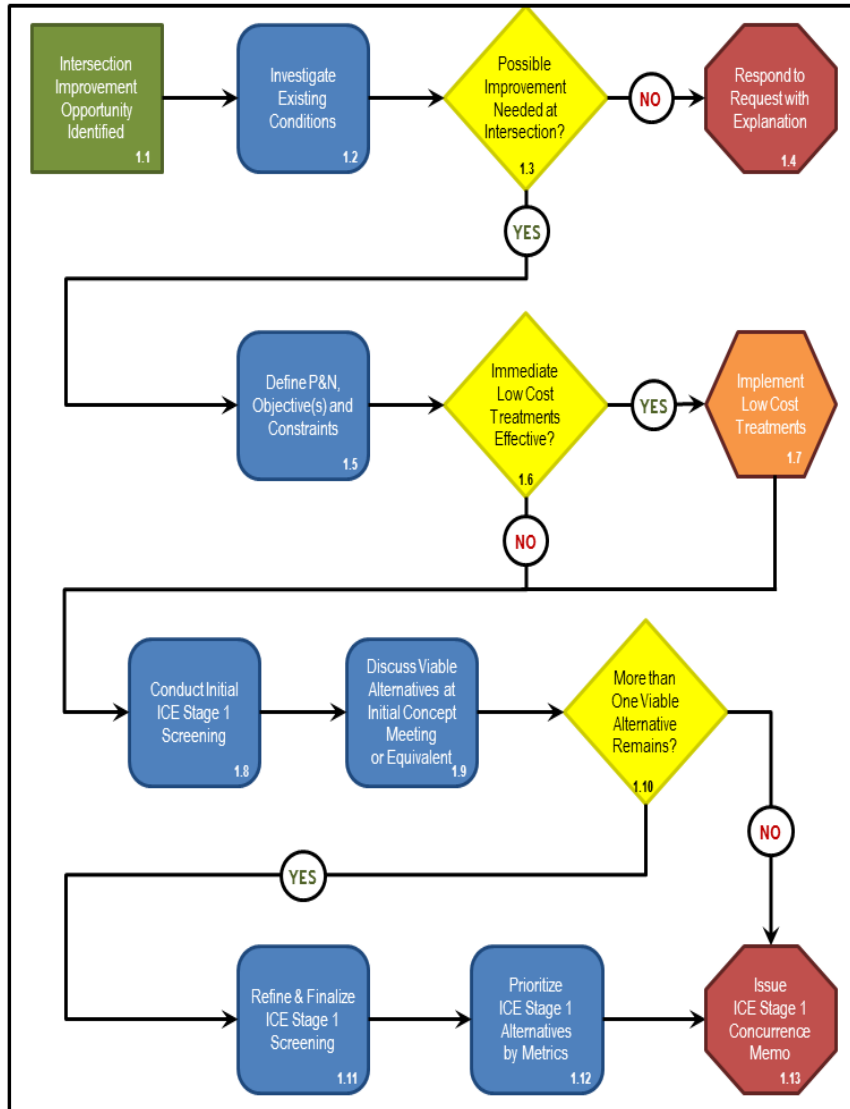 Intersection
Improvement
Opportunity
Identified
1.1
Investigate
Existing
Conditions
1.2
Possible
Improvement
Needed at
Intersection?
1.3
NO
Respond to
Request with
Explanation
1.4
YES
Define P&N,
Objective(s) and
Constraints
1.5
Immediate
Low Cost
Treatments
Effective?
1.6
YES
Implement
Low Cost
Treatments
1.7
NO
Conduct Initial
ICE Stage 1
Screening
1.8
Discuss Viable
Alternatives at
Initial Concept
Meeting
or Equivalent
1.9
More than
One Viable
Alternative
Remains?
1.10
NO
YES
Refine & Finalize
ICE Stage 1
Screening
1.11
Prioritize
ICE Stage 1
Alternatives
by Metrics
1.12
Issue
ICE Stage 1
Concurrence
Memo
1.13